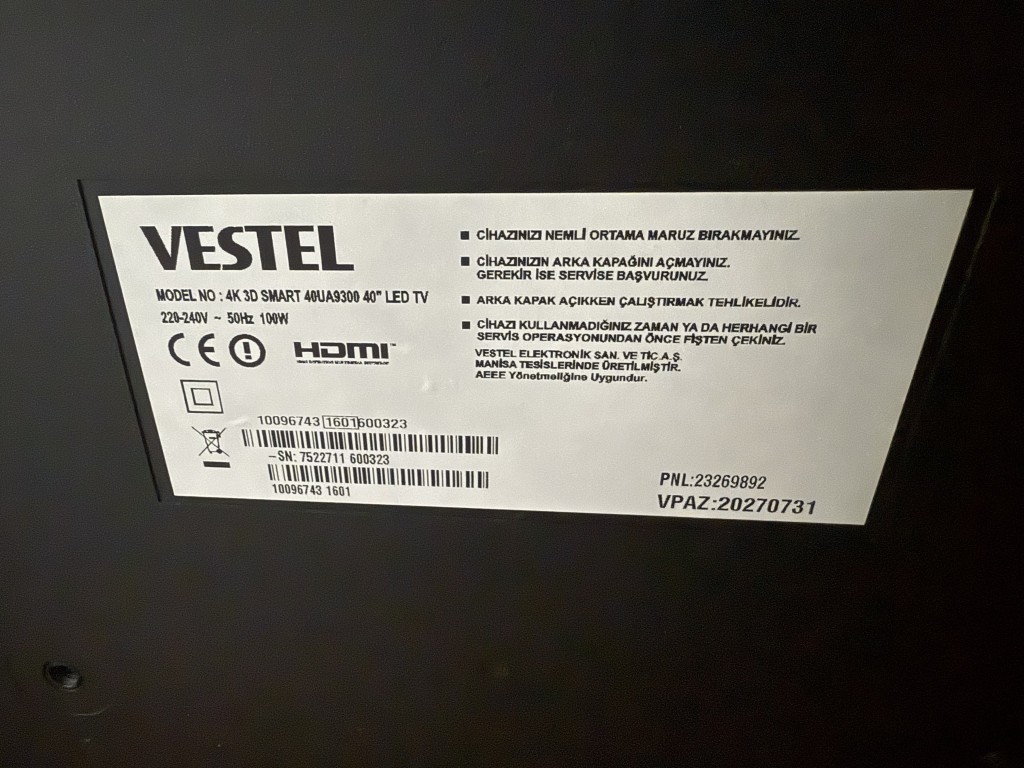 VESTEL
MODEL NO : 4K 3D SMART 40UA9300 40" LED TV
220-240V ~ 50Hz 100W
CE HDMI™
10096743 1601600323
SN: 7522711 600323
10096743 1601
■ CİHAZINIZI NEMLİ ORTAMA MARUZ BIRAKMAYINIZ.
■ CİHAZINIZIN ARKA KAPAĞINI AÇMAYINIZ.
GEREKİR İSE SERVİSE BAŞVURUNUZ.
■ ARKA KAPAK AÇIKKEN ÇALIŞTIRMAK TEHLİKELİDİR.
■ CİHAZI KULLANMADIĞINIZ ZAMAN YA DA HERHANGİ BİR
SERVİS OPERASYONUNDAN ÖNCE FİŞTEN ÇEKİNİZ.
VESTEL ELEKTRONİK SAN. VE TİC.A.Ş.
MANİSA TESİSLERİNDE ÜRETİLMİŞTİR.
AEEE Yönetmeliğine Uygundur.
PNL:23269892
VPAZ:20270731